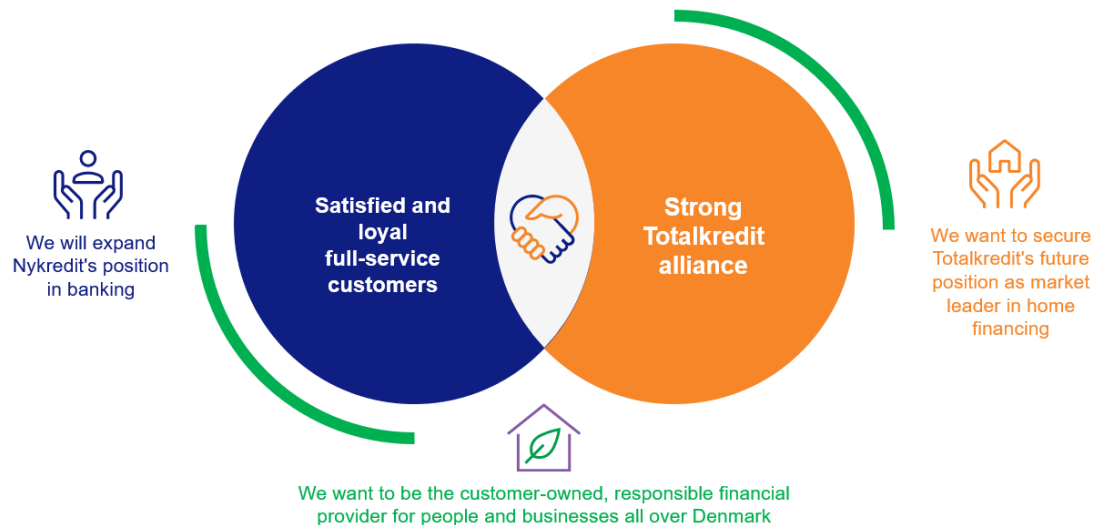 We will expand
Nykredit's position
in banking
Satisfied and
loyal
full-service
customers
Strong
Totalkredit
alliance
We want to secure
Totalkredit's future
position as market
leader in home
financing
We want to be the customer-owned, responsible financial
provider for people and businesses all over Denmark